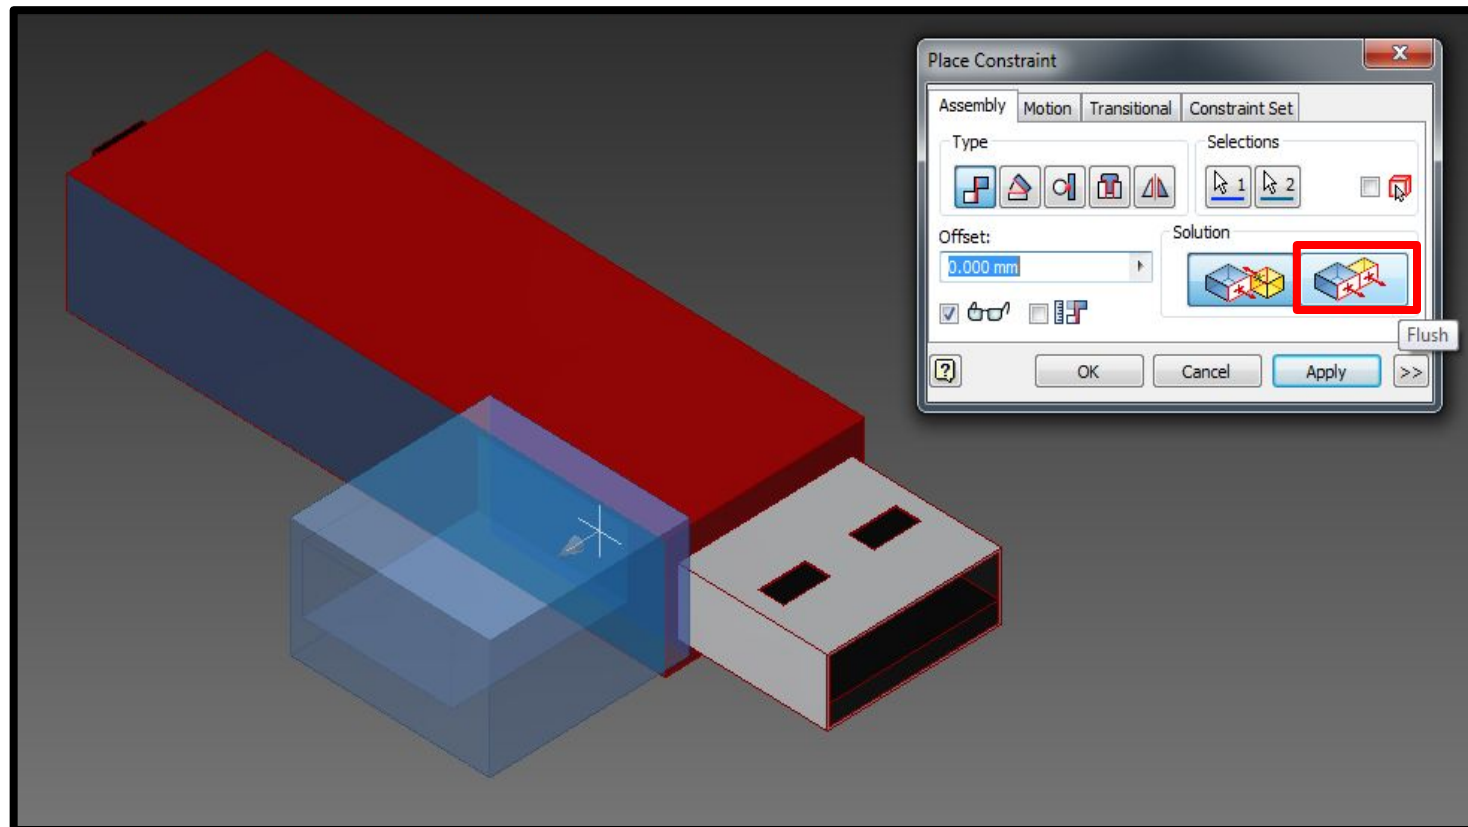 Place Constraint
Assembly Motion Transitional Constraint Set
Type
Selections
1 2
Offset:
Solution
0.000 mm
Flush
OK Cancel Apply >>